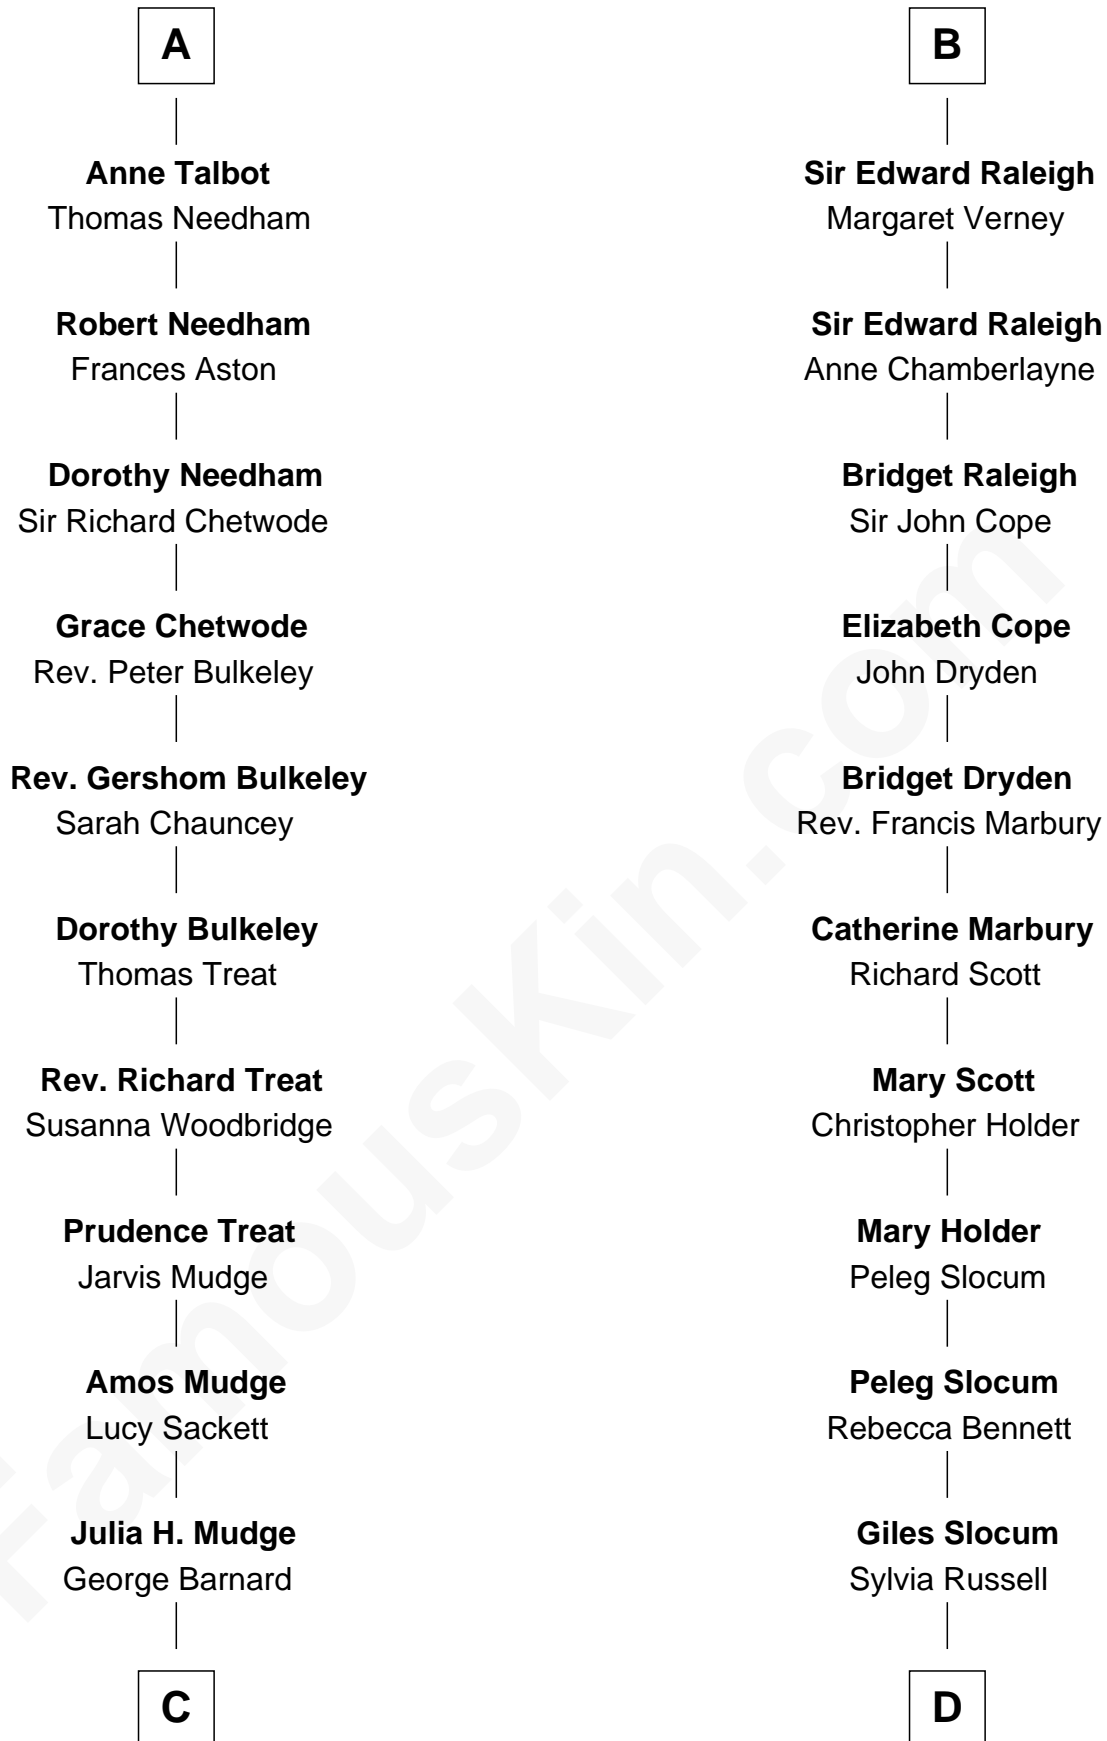 A
Anne Talbot
Thomas Needham
Robert Needham
Frances Aston
Dorothy Needham
Sir Richard Chetwode
Grace Chetwode
Rev. Peter Bulkeley
Rev. Gershom Bulkeley
Sarah Chauncey
Dorothy Bulkeley
Thomas Treat
Rev. Richard Treat
Susanna Woodbridge
Prudence Treat
Jarvis Mudge
Amos Mudge
Lucy Sackett
Julia H. Mudge
George Barnard
C
B
Sir Edward Raleigh
Margaret Verney
Sir Edward Raleigh
Anne Chamberlayne
Bridget Raleigh
Sir John Cope
Elizabeth Cope
John Dryden
Bridget Dryden
Rev. Francis Marbury
Catherine Marbury
Richard Scott
Mary Scott
Christopher Holder
Mary Holder
Peleg Slocum
Peleg Slocum
Rebecca Bennett
Giles Slocum
Sylvia Russell
D
FamousKin.com